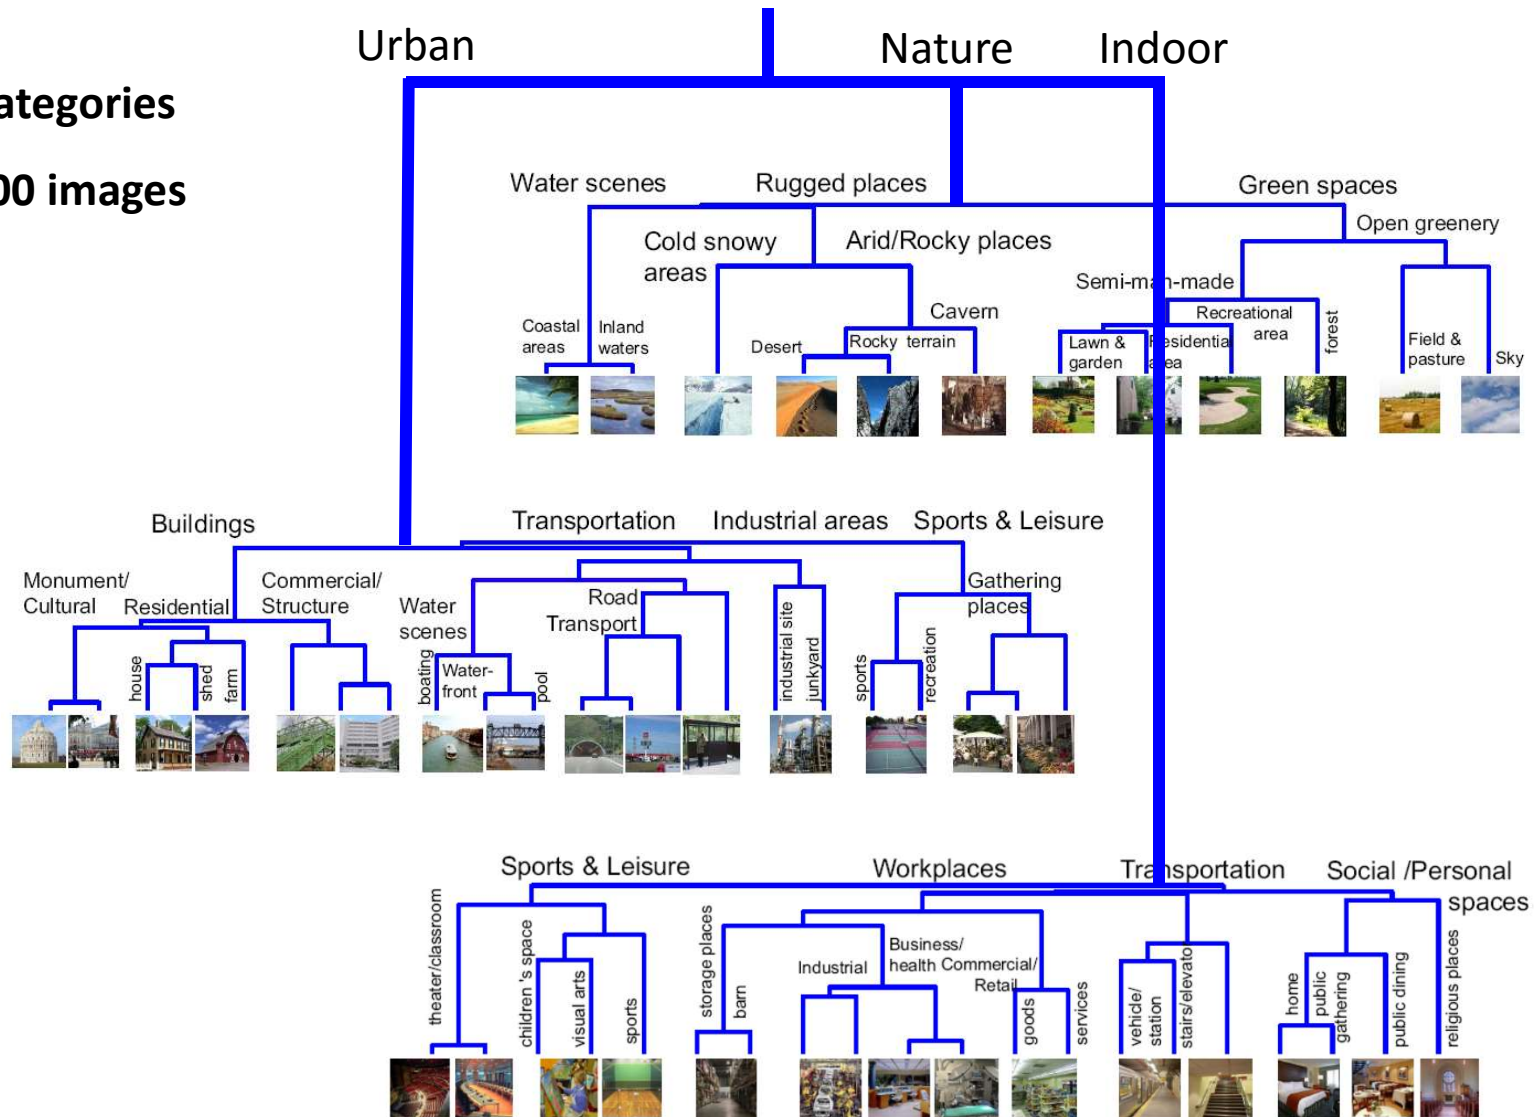 Urban
Nature
Indoor
ategories
00 images
Water scenes
Rugged places
Green spaces
Open greenery
Cold snowy
areas
Arid/Rocky places
Semi-man-made
Recreational
area
Cavern
Coastal
areas
Inland
waters
Desert
Rocky terrain
Lawn &
garden
Residential
area
forest
Field &
pasture
Sky
Buildings
Transportation
Industrial areas
Sports & Leisure
Monument/
Cultural
Residential
Commercial/
Structure
Water
scenes
Road
Transport
Gathering
places
house
shed
farm
boating
Water-
front
pool
industrial site
junkyard
sports
recreation
Sports & Leisure
Workplaces
Transportation
Social /Personal
spaces
theater/classroom
children 's space
visual arts
sports
storage places
barn
Industrial
Business/
health
Commercial/
Retail
goods
services
vehicle/
station
stairs/elevator
home
public
gathering
public dining
religious places